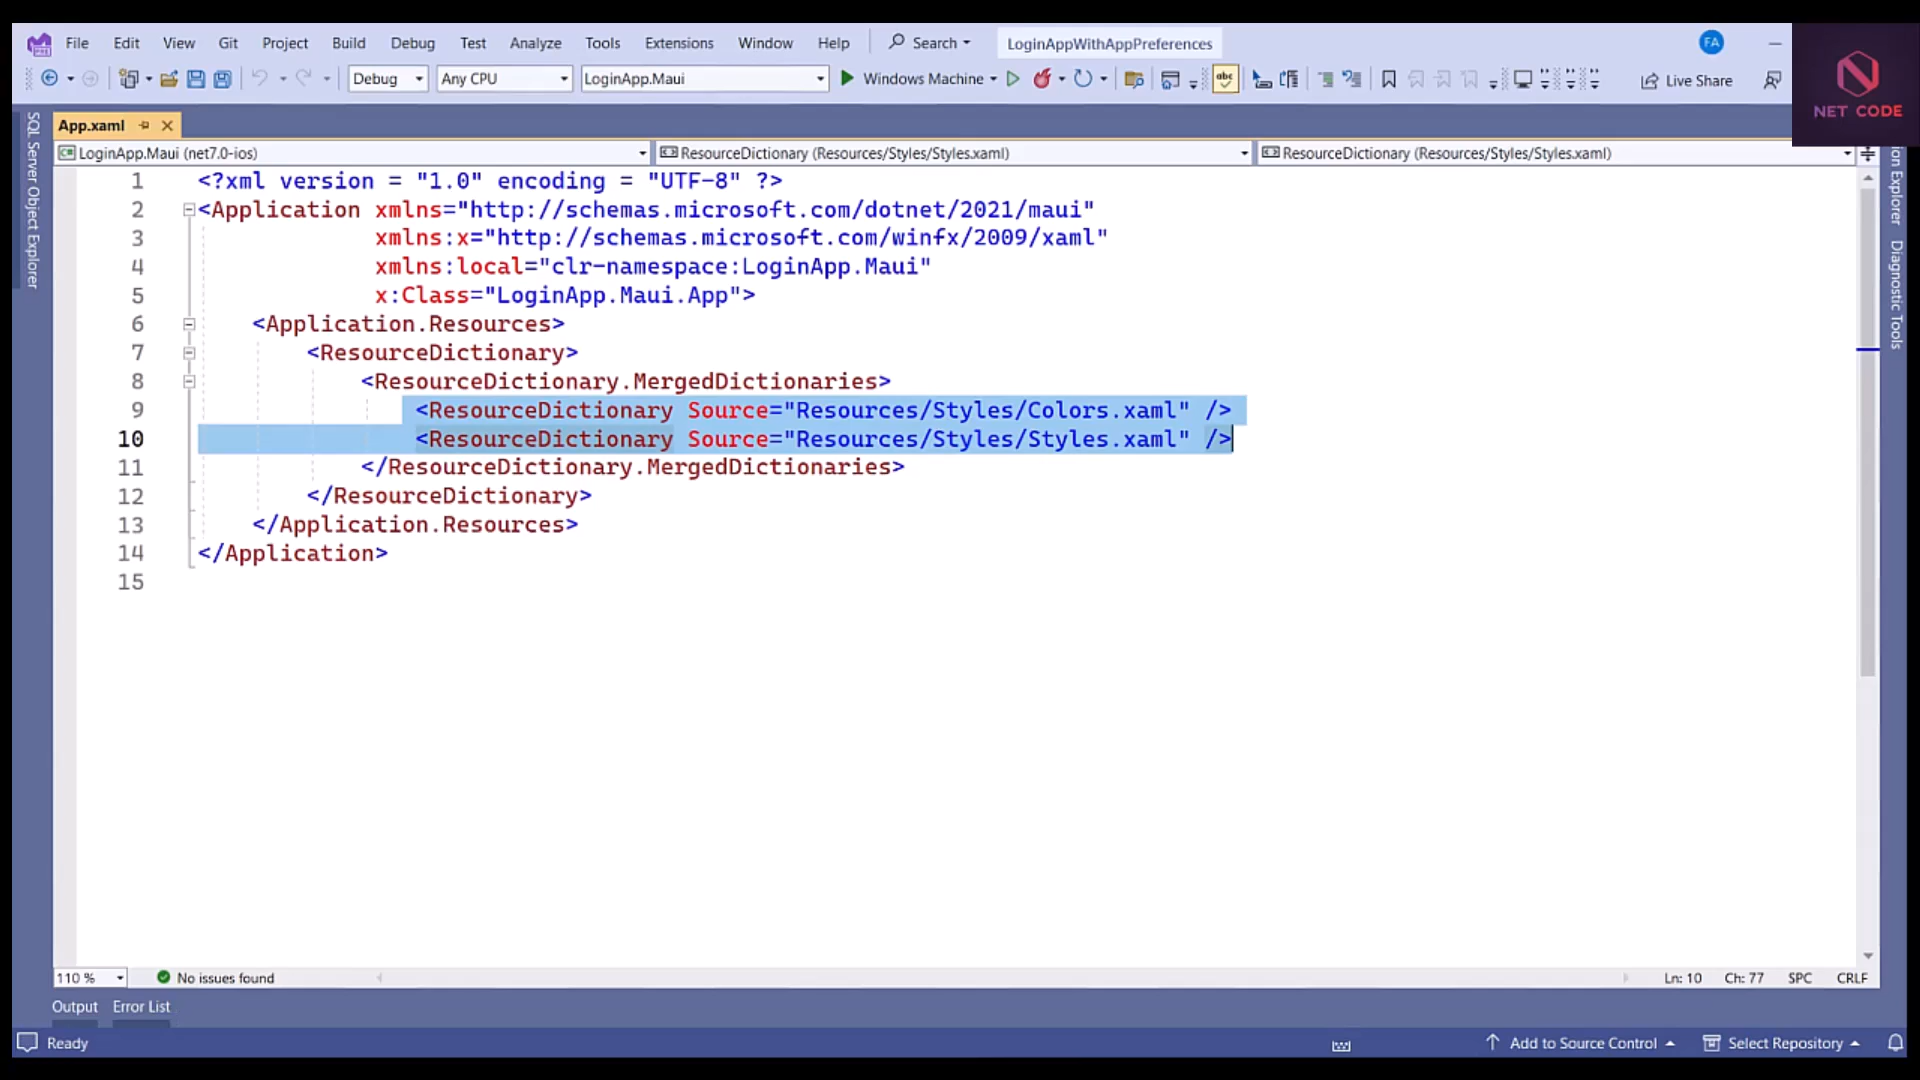 File Edit View Git Project Build Debug Test Analyze Tools Extensions Window Help Search LoginAppWithAppPreferences FA
NET CODE
Debug Any CPU LoginApp.Maui Windows Machine abc Live Share
SQL Server Object Explorer
App.xaml
LoginApp.Maui (net7.0-ios) ResourceDictionary (Resources/Styles/Styles.xaml) ResourceDictionary (Resources/Styles/Styles.xaml)
1 <?xml version = "1.0" encoding = "UTF-8" ?>
2 <Application xmlns="http://schemas.microsoft.com/dotnet/2021/maui"
3 xmlns:x="http://schemas.microsoft.com/winfx/2009/xaml"
4 xmlns:local="clr-namespace:LoginApp.Maui"
5 x:Class="LoginApp.Maui.App">
6 <Application.Resources>
7 <ResourceDictionary>
8 <ResourceDictionary.MergedDictionaries>
9 <ResourceDictionary Source="Resources/Styles/Colors.xaml" />
10 <ResourceDictionary Source="Resources/Styles/Styles.xaml" />
11 </ResourceDictionary.MergedDictionaries>
12 </ResourceDictionary>
13 </Application.Resources>
14 </Application>
15
ion Explorer
Diagnostic Tools
110 % No issues found Ln: 10 Ch: 77 SPC CRLF
Output Error List
Ready Add to Source Control Select Repository